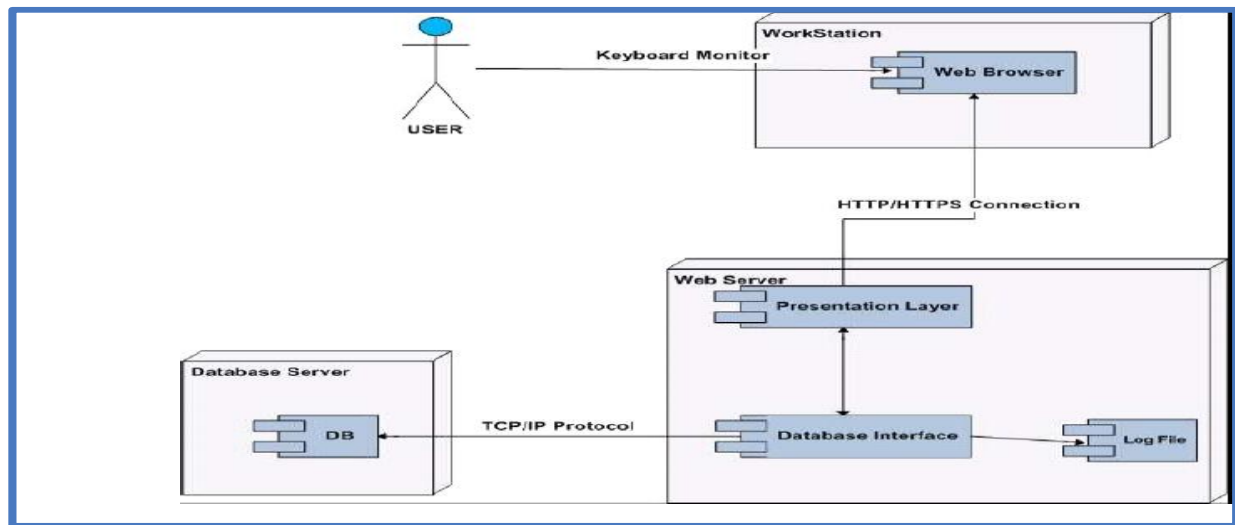 WorkStation
Keyboard Monitor
Web Browser
USER
HTTP/HTTPS Connection
Web Server
Presentation Layer
Database Server
TCP/IP Protocol
DB
Database Interface
Log File